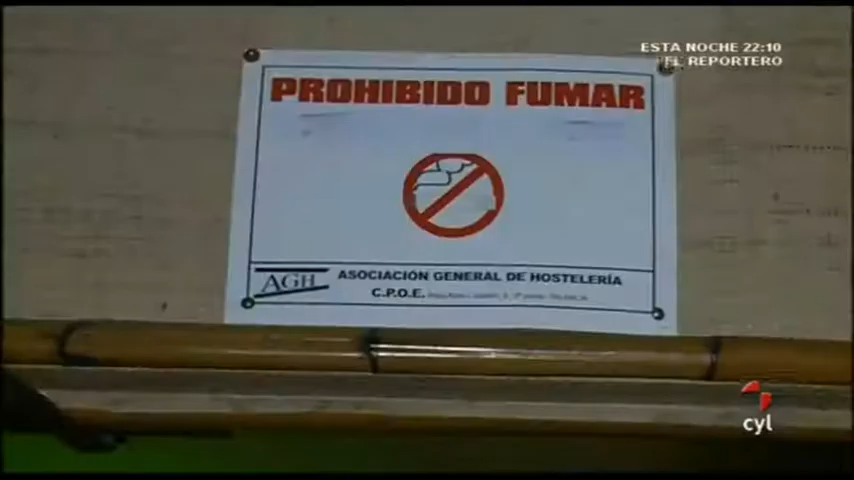 ESTA NOCHE 22:10
EL REPORTERO
PROHIBIDO FUMAR
AGH
ASOCIACIÓN GENERAL DE HOSTELERÍA
C.P.O.E.
cyl